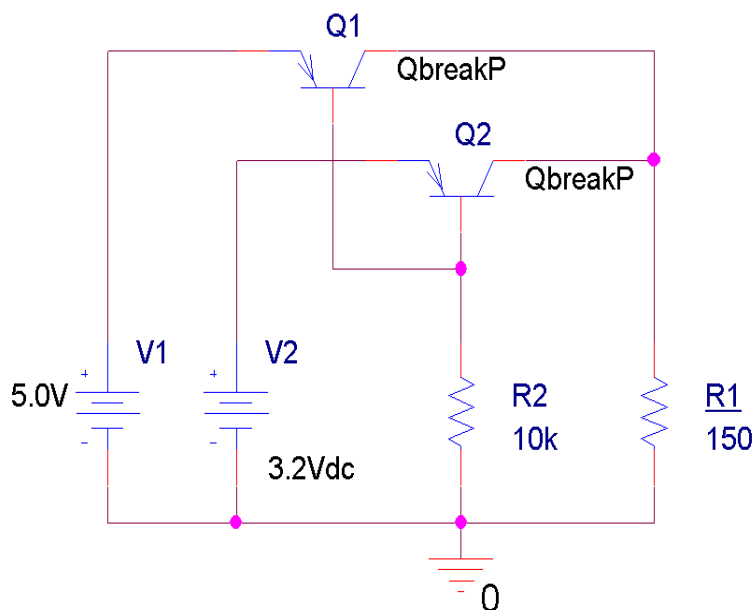 Q1
QbreakP
Q2
QbreakP
+
V1
+
V2
5.0V
R2
R1
-
-
10k
150
3.2Vdc
0